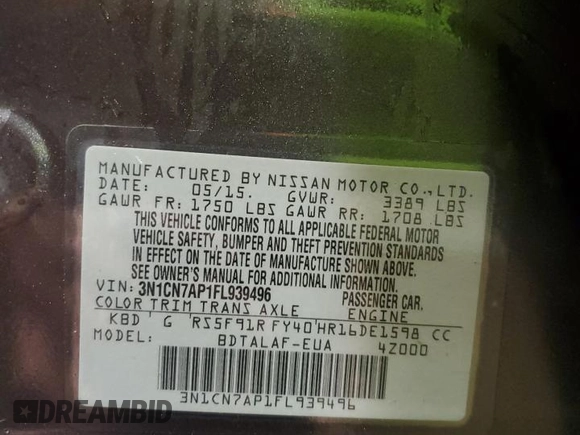 MANUFACTURED BY NISSAN MOTOR CO.,LTD.
DATE: 05/15. GVWR: 3389 LBS
GAWR FR: 1750 LBS GAWR RR: 1708 LBS
THIS VEHICLE CONFORMS TO ALL APPLICABLE FEDERAL MOTOR
VEHICLE SAFETY, BUMPER AND THEFT PREVENTION STANDARDS
IN EFFECT ON THE DATE OF MANUFACTURE SHOWN ABOVE.
SEE OWNER'S MANUAL FOR ADDITIONAL INFORMATION.
VIN: 3N1CN7AP1FL939496 PASSENGER CAR.
COLOR TRIM TRANS AXLE ENGINE
KBD ' G RS5F91R FY40'HR16DE1598 CC
MODEL: BDTALAF-EUA 4Z000
3N1CN7AP1FL939496
DREAMBID